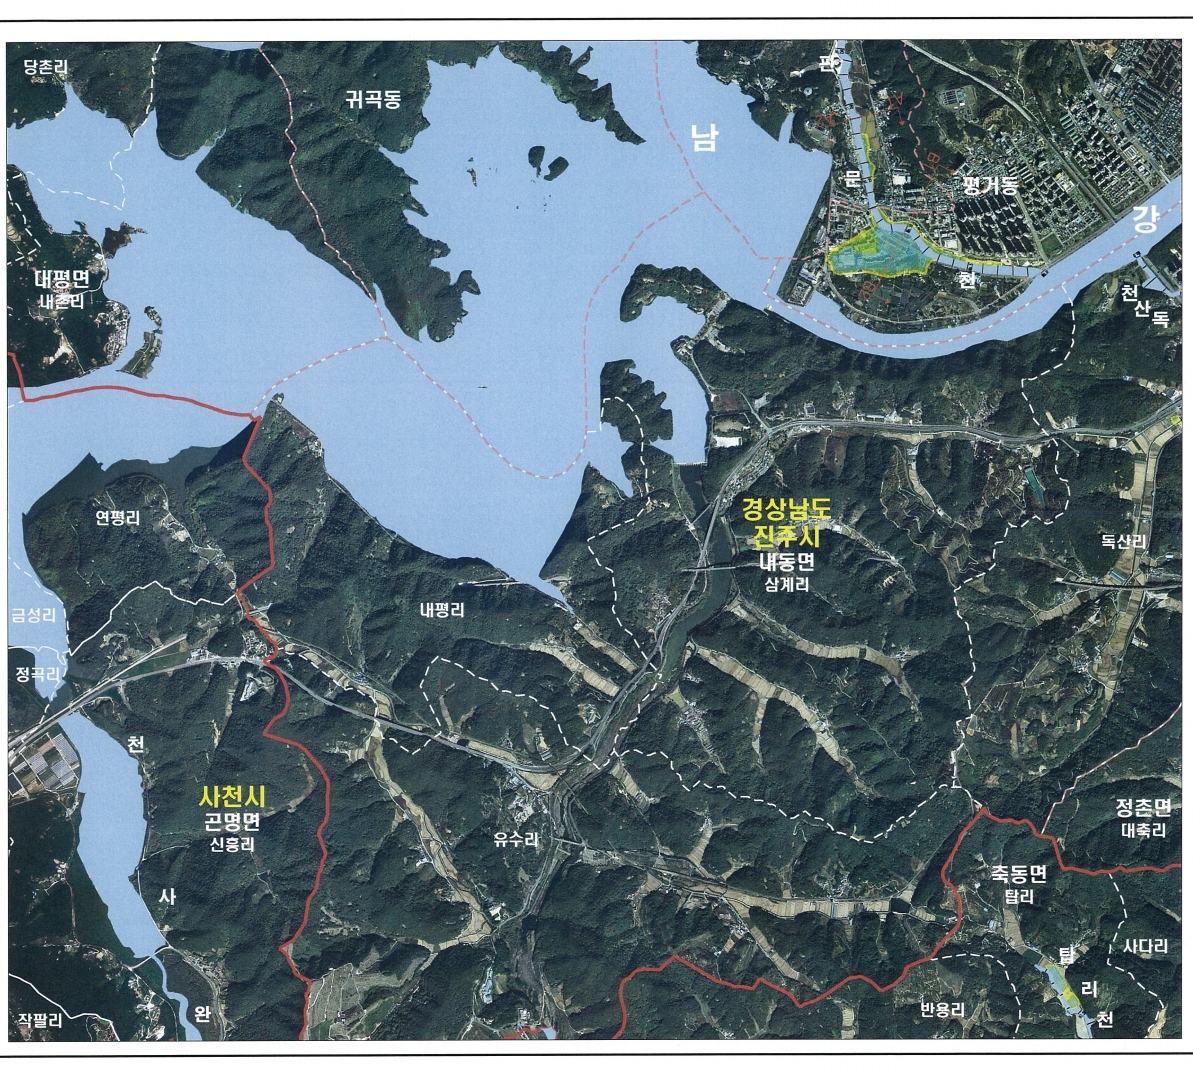 당촌리
귀곡동
판
남
문
평거동
강
대평면
내촌리
천
천
산
독
연평리
경상남도
진주시
내동면
삼계리
독산리
금성리
내평리
정곡리
천
사천시
곤명면
신흥리
정촌면
대축리
유수리
축동면
탑리
사
사다리
탑
리
반용리
천
작팔리
완